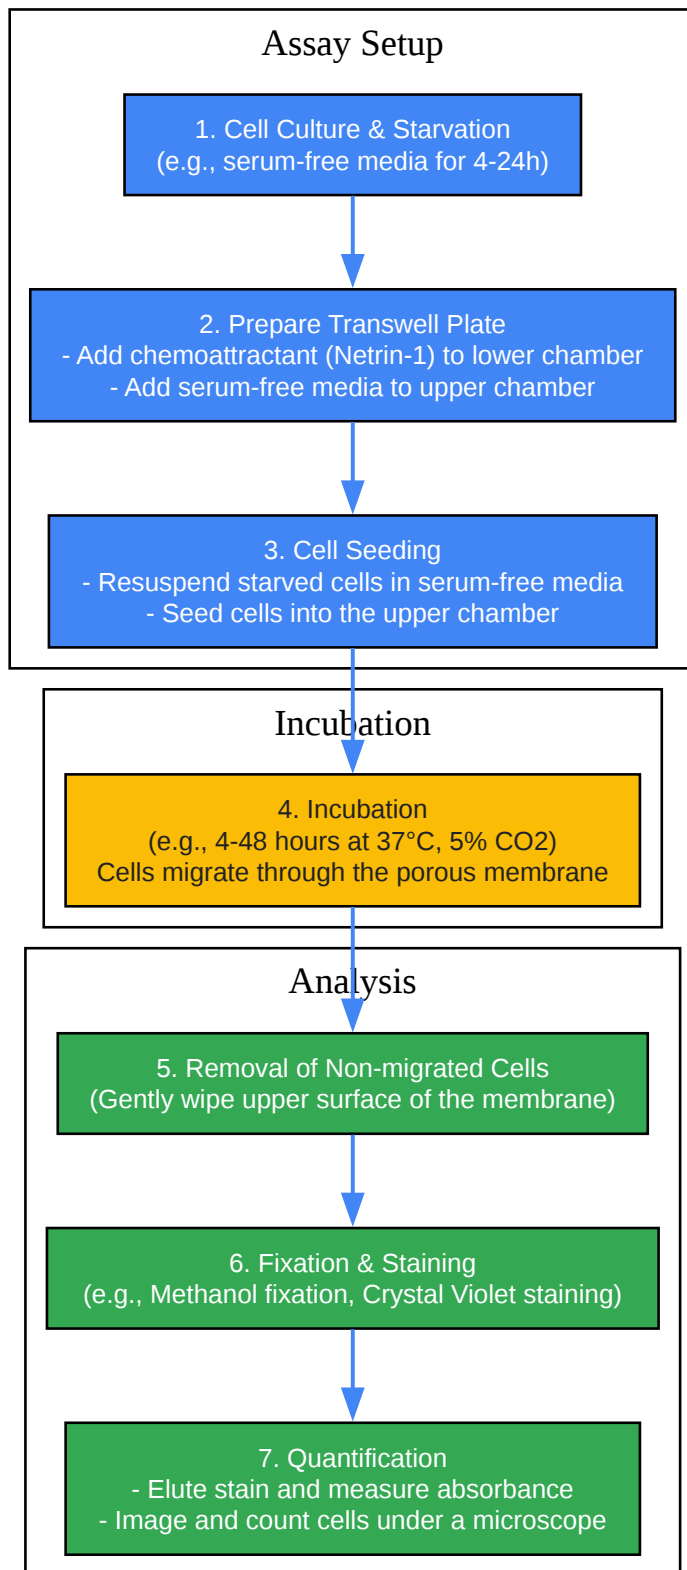 Assay Setup
1. Cell Culture & Starvation
(e.g., serum-free media for 4-24h)
2. Prepare Transwell Plate
- Add chemoattractant (Netrin-1) to lower chamber
- Add serum-free media to upper chamber
3. Cell Seeding
- Resuspend starved cells in serum-free media
- Seed cells into the upper chamber
Incubation
4. Incubation
(e.g., 4-48 hours at 37°C, 5% CO2)
Cells migrate through the porous membrane
Analysis
5. Removal of Non-migrated Cells
(Gently wipe upper surface of the membrane)
6. Fixation & Staining
(e.g., Methanol fixation, Crystal Violet staining)
7. Quantification
- Elute stain and measure absorbance
- Image and count cells under a microscope